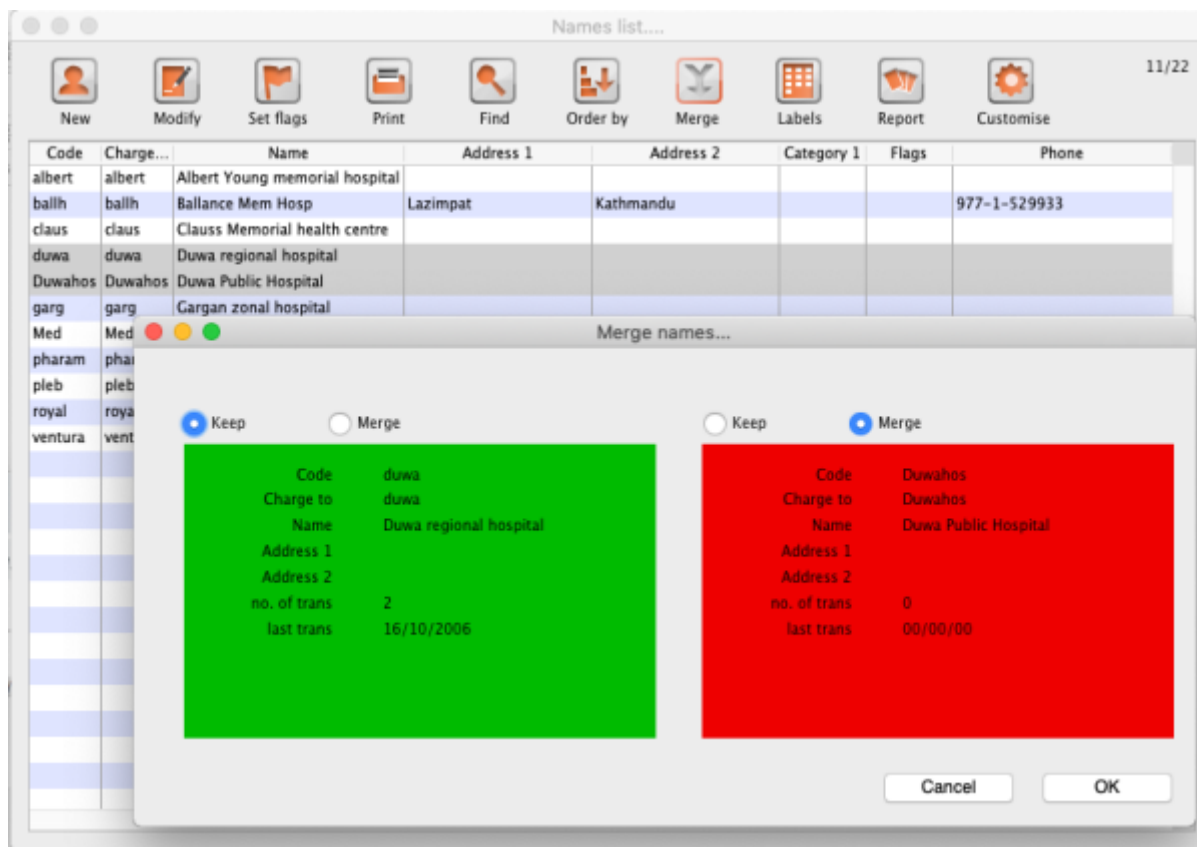 Names list....
11/22
New Modify Set flags Print Find Order by Merge Labels Report Customise
Code Charge... Name Address 1 Address 2 Category 1 Flags Phone
albert albert Albert Young memorial hospital
ballh ballh Ballance Mem Hosp Lazimpat Kathmandu 977-1-529933
claus claus Clauss Memorial health centre
duwa duwa Duwa regional hospital
Duwahos Duwahos Duwa Public Hospital
garg garg Gargan zonal hospital
Med Med
pharam phar
pleb pleb
royal roya
ventura vent
Merge names...
Keep Merge Keep Merge
Code duwa
Charge to duwa
Name Duwa regional hospital
Address 1
Address 2
no. of trans 2
last trans 16/10/2006
Code Duwahos
Charge to Duwahos
Name Duwa Public Hospital
Address 1
Address 2
no. of trans 0
last trans 00/00/00
Cancel OK